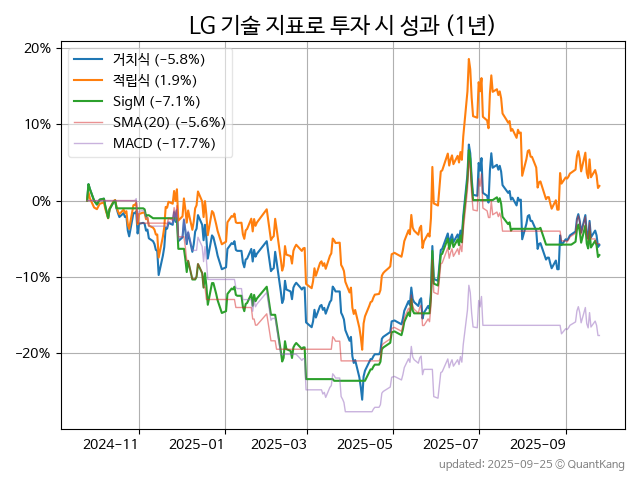 LG 기술 지표로 투자 시 성과 (1년)
거치식 (−5.8%)
적립식 (1.9%)
SigM (−7.1%)
SMA(20) (−5.6%)
MACD (−17.7%)
20%
10%
0%
−10%
−20%
2024-11
2025-01
2025-03
2025-05
2025-07
2025-09
updated: 2025-09-25 © QuantKang